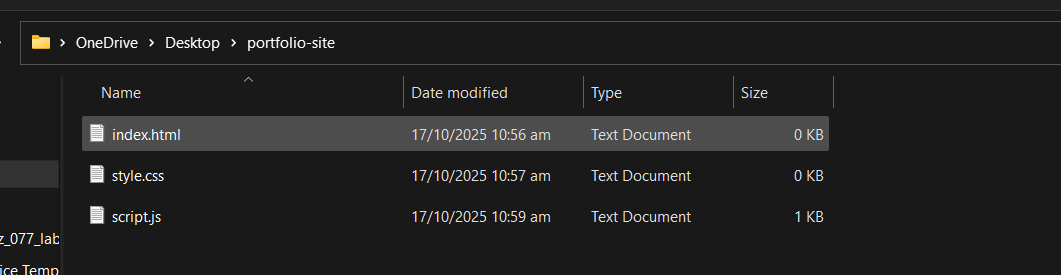 OneDrive > Desktop > portfolio-site
Name Date modified Type Size
index.html 17/10/2025 10:56 am Text Document 0 KB
style.css 17/10/2025 10:57 am Text Document 0 KB
script.js 17/10/2025 10:59 am Text Document 1 KB
z_077_lab
ice Temp